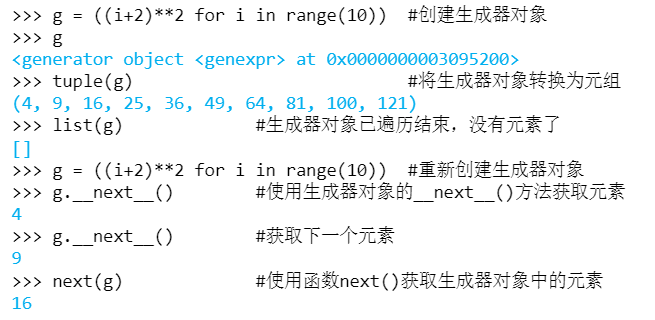 >>> g = ((i+2)**2 for i in range(10))  #创建生成器对象
>>> g
<generator object <genexpr> at 0x0000000003095200>
>>> tuple(g)                          #将生成器对象转换为元组
(4, 9, 16, 25, 36, 49, 64, 81, 100, 121)
>>> list(g)            #生成器对象已遍历结束，没有元素了
[]
>>> g = ((i+2)**2 for i in range(10))  #重新创建生成器对象
>>> g.__next__()       #使用生成器对象的__next__()方法获取元素
4
>>> g.__next__()       #获取下一个元素
9
>>> next(g)            #使用函数next()获取生成器对象中的元素
16